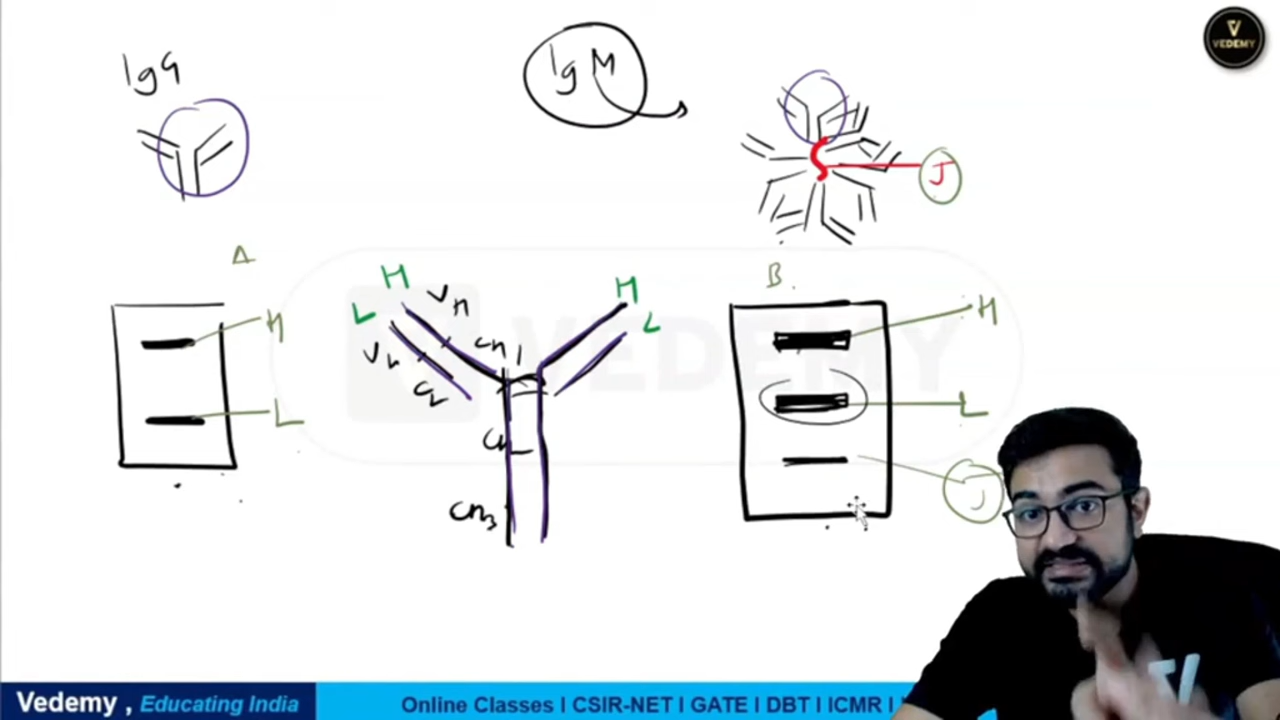 IgG
IgM
VEDEMY
J
A
B
H
L
H
L
VH
VL
CH1
CL
CH2
CH3
H
L
H
L
J
VEDEMY
Vedemy , Educating India
Online Classes I CSIR-NET I GATE I DBT I ICMR I